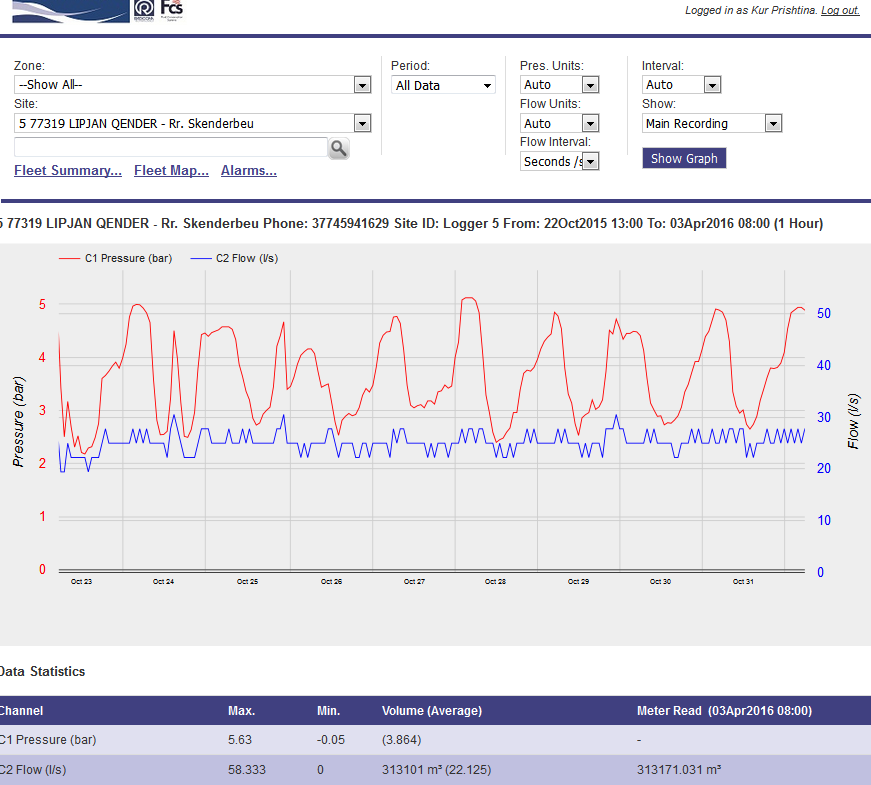 Fcs
Logged in as Kur Prishtina. Log out.
Zone:
--Show All--
Period:
All Data
Pres. Units:
Auto
Interval:
Auto
Site:
5 77319 LIPJAN QENDER - Rr. Skenderbeu
Flow Units:
Auto
Show:
Main Recording
Flow Interval:
Seconds /s
Show Graph
Fleet Summary... Fleet Map... Alarms...
5 77319 LIPJAN QENDER - Rr. Skenderbeu Phone: 37745941629 Site ID: Logger 5 From: 22Oct2015 13:00 To: 03Apr2016 08:00 (1 Hour)
C1 Pressure (bar) C2 Flow (l/s)
Pressure (bar)
5
4
3
2
1
0
50
40
30
20
10
0
Flow (l/s)
Oct 23 Oct 24 Oct 25 Oct 26 Oct 27 Oct 28 Oct 29 Oct 30 Oct 31
Data Statistics
Channel Max. Min. Volume (Average) Meter Read (03Apr2016 08:00)
C1 Pressure (bar) 5.63 -0.05 (3.864) -
C2 Flow (l/s) 58.333 0 313101 m³ (22.125) 313171.031 m³